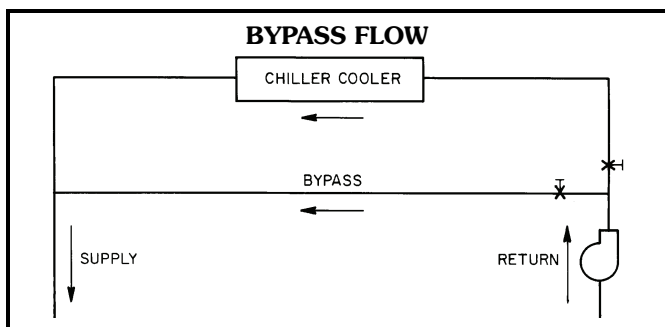 BYPASS FLOW
CHILLER COOLER
BYPASS
SUPPLY
RETURN